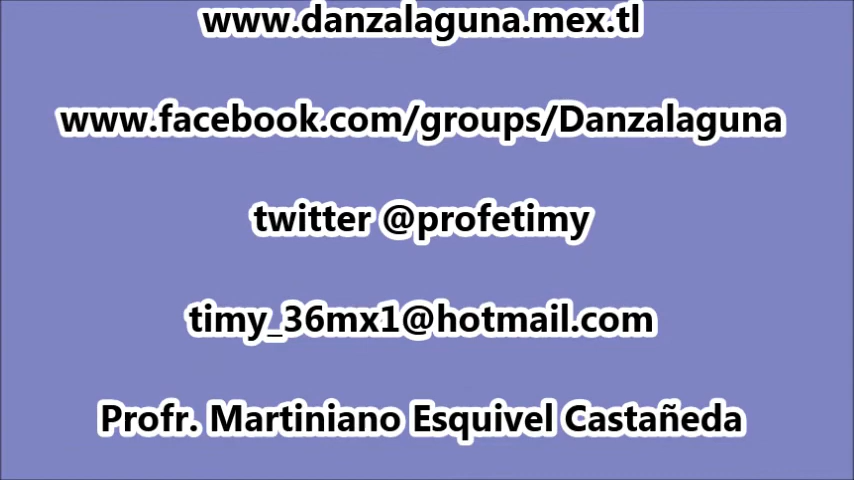 www.danzalaguna.mex.tl
www.facebook.com/groups/Danzalaguna
twitter @profetimy
timy_36mx1@hotmail.com
Profr. Martiniano Esquivel Castañeda